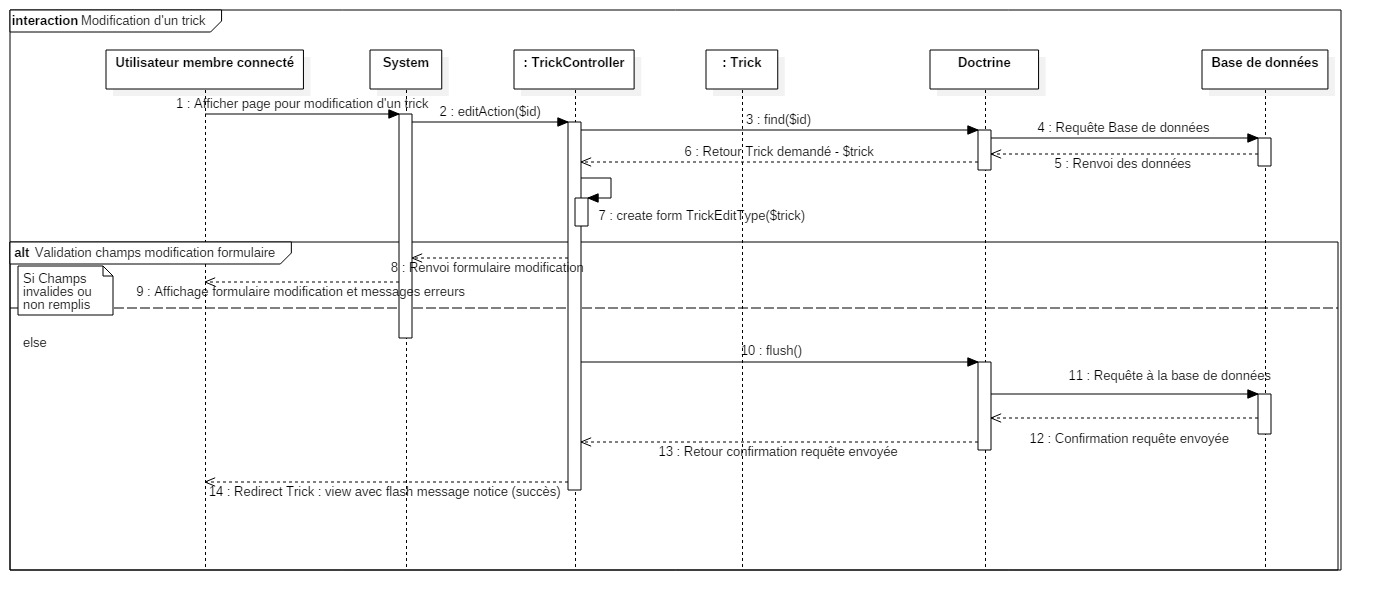 interaction Modification d'un trick
Utilisateur membre connecté
System
: TrickController
: Trick
Doctrine
Base de données
1 : Afficher page pour modification d'un trick
2 : editAction($id)
3 : find($id)
4 : Requête Base de données
6 : Retour Trick demandé - $trick
5 : Renvoi des données
7 : create form TrickEditType($trick)
alt Validation champs modification formulaire
8 : Renvoi formulaire modification
Si Champs
invalides ou
non remplis
9 : Affichage formulaire modification et messages erreurs
else
10 : flush()
11 : Requête à la base de données
12 : Confirmation requête envoyée
13 : Retour confirmation requête envoyée
14 : Redirect Trick : view avec flash message notice (succès)